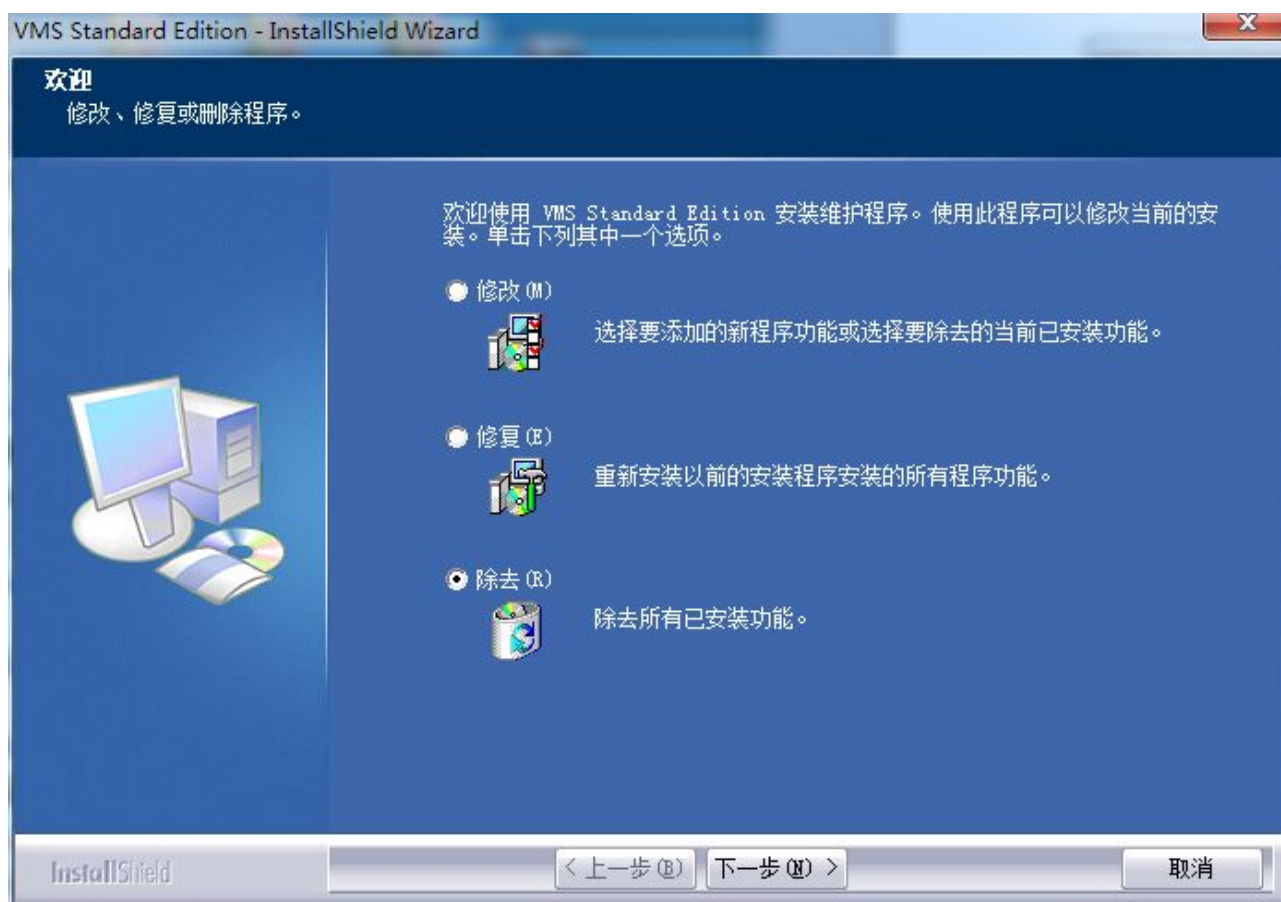 VMS Standard Edition - InstallShield Wizard
欢迎
修改、修复或删除程序。
欢迎使用 VMS Standard Edition 安装维护程序。使用此程序可以修改当前的安
装。单击下列其中一个选项。
修改(M)
选择要添加的新程序功能或选择要除去的当前已安装功能。
修复(E)
重新安装以前的安装程序安装的所有程序功能。
除去(R)
除去所有已安装功能。
InstallShield
< 上一步(B)
下一步(N) >
取消